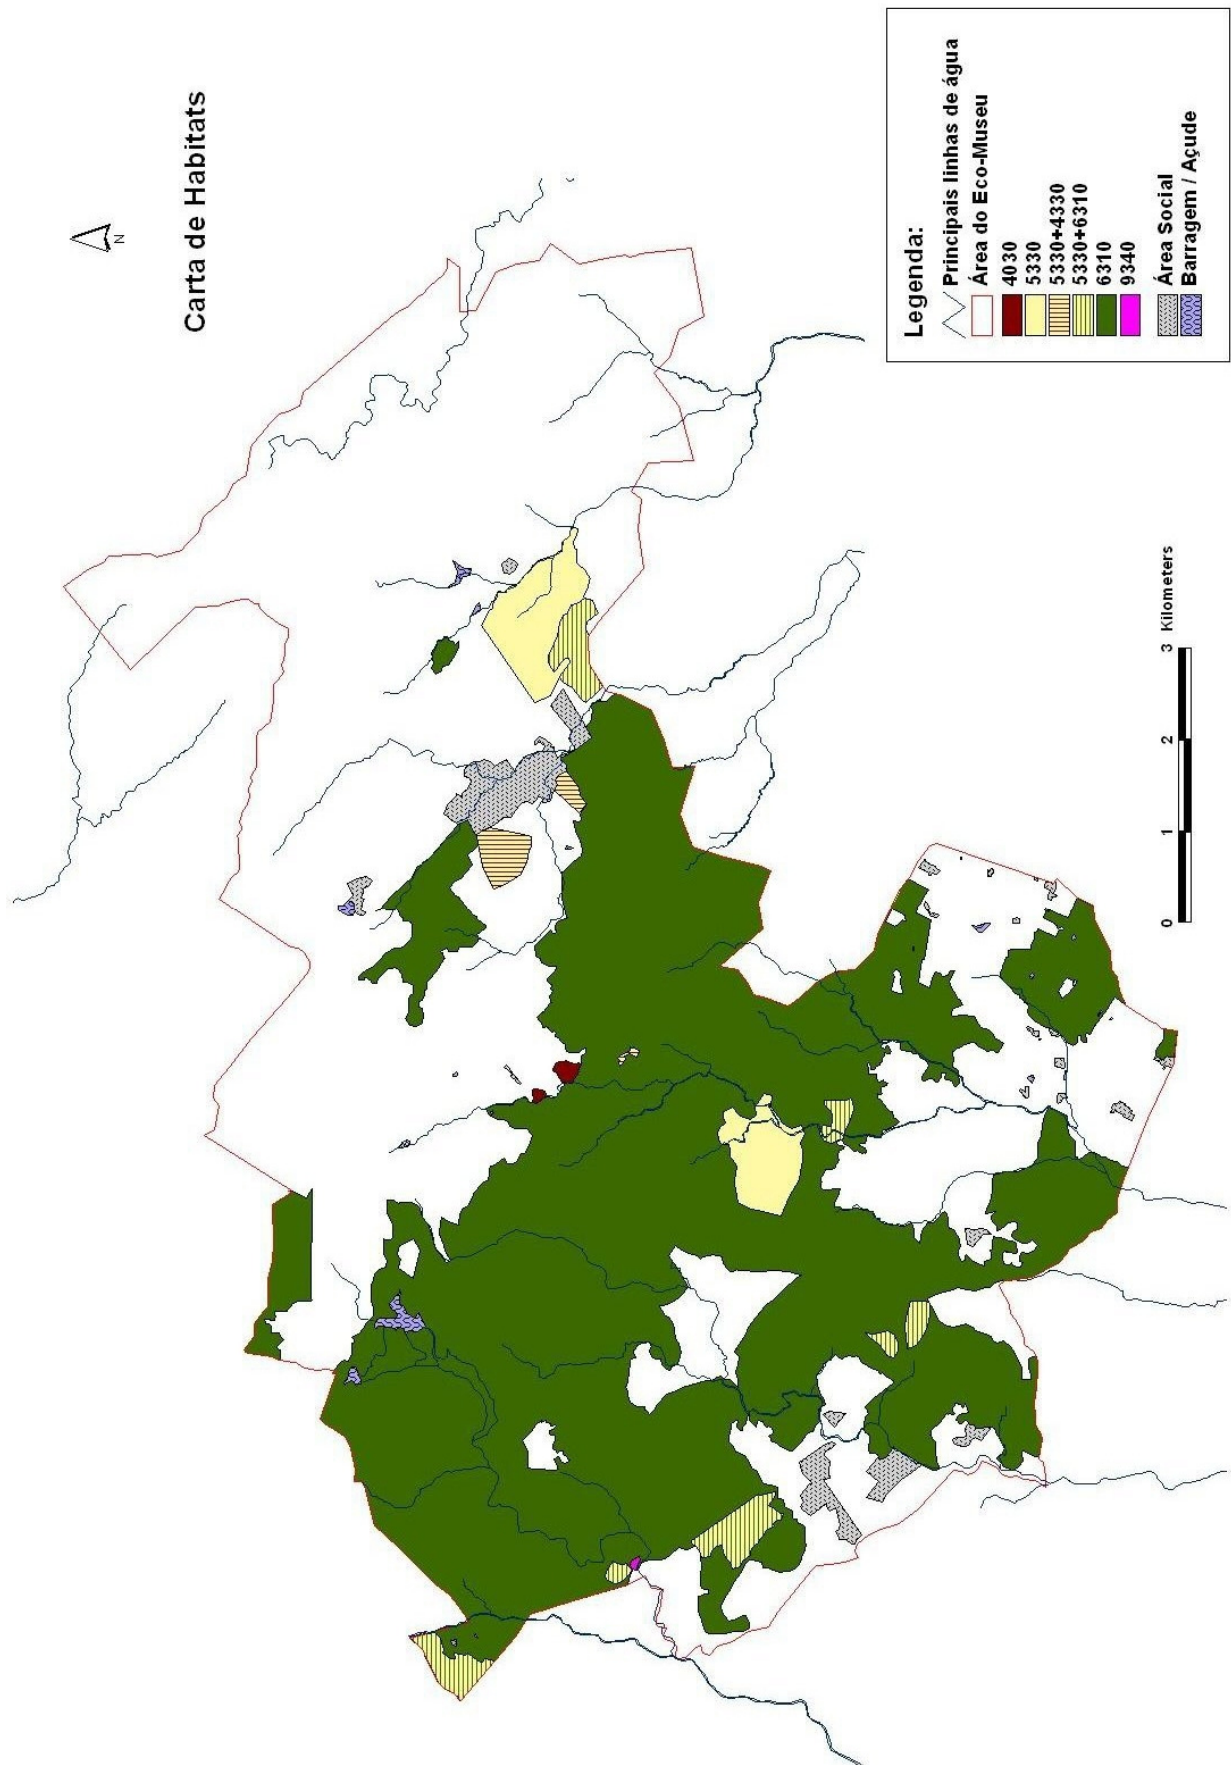 N
Carta de Habitats
Legenda:
Principais linhas de água
Área do Eco-Museu
4030
5330
5330+4330
5330+6310
6310
9340
Área Social
Barragem / Açude
0 1 2 3 Kilometers